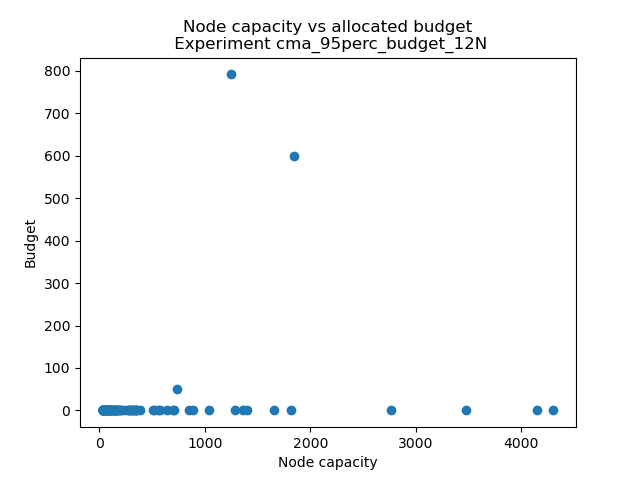 Node capacity vs allocated budget
Experiment cma_95perc_budget_12N
800
700
600
500
400
300
200
100
0
Budget
0 1000 2000 3000 4000
Node capacity